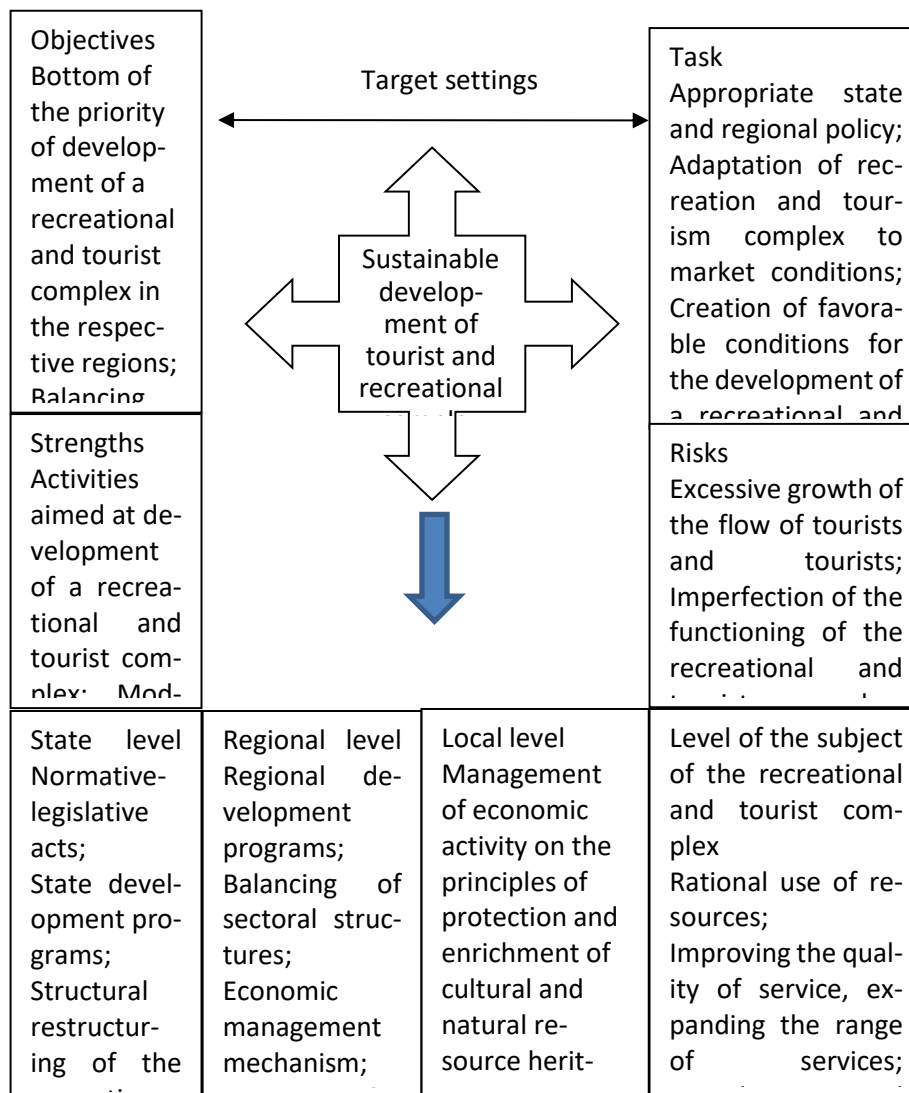 Objectives
Bottom of
the priority
of develop-
ment of a
recreational
and tourist
complex in
the respec-
tive regions;
Balancing
Target settings
Task
Appropriate state
and regional policy;
Adaptation of rec-
reation and tour-
ism complex to
market conditions;
Creation of favora-
ble conditions for
the development of
a recreational and
Sustainable
develop-
ment of
tourist and
recreational
Strengths
Activities
aimed at de-
velopment
of a recrea-
tional and
tourist com-
plex; Mod-
Risks
Excessive growth of
the flow of tourists
and tourists;
Imperfection of the
functioning of the
recreational and
State level
Normative-
legislative
acts;
State devel-
opment pro-
grams;
Structural
restructur-
ing of the
Regional level
Regional de-
velopment
programs;
Balancing of
sectoral struc-
tures;
Economic
management
mechanism;
Local level
Management
of economic
activity on the
principles of
protection and
enrichment of
cultural and
natural re-
source herit-
Level of the subject
of the recreational
and tourist com-
plex
Rational use of re-
sources;
Improving the qual-
ity of service, ex-
panding the range
of services;